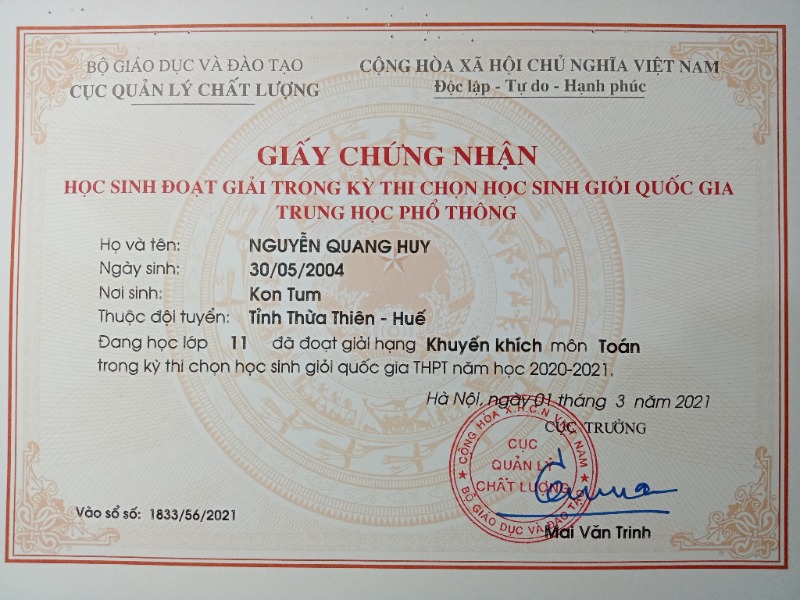 BỘ GIÁO DỤC VÀ ĐÀO TẠO
CỤC QUẢN LÝ CHẤT LƯỢNG
CỘNG HÒA XÃ HỘI CHỦ NGHĨA VIỆT NAM
Độc lập - Tự do - Hạnh phúc
GIẤY CHỨNG NHẬN
HỌC SINH ĐOẠT GIẢI TRONG KỲ THI CHỌN HỌC SINH GIỎI QUỐC GIA
TRUNG HỌC PHỔ THÔNG
Họ và tên: NGUYỄN QUANG HUY
Ngày sinh: 30/05/2004
Nơi sinh: Kon Tum
Thuộc đội tuyển: Tỉnh Thừa Thiên - Huế
Đang học lớp 11 đã đoạt giải hạng Khuyến khích môn Toán
trong kỳ thi chọn học sinh giỏi quốc gia THPT năm học 2020-2021.
Hà Nội, ngày 01 tháng 3 năm 2021
CỤC TRƯỞNG
CỘNG HÒA X.H.C.N VIỆT NAM
CỤC
QUẢN LÝ
CHẤT LƯỢNG
BỘ GIÁO DỤC VÀ ĐÀO TẠO
Mai Văn Trinh
Vào sổ số: 1833/56/2021